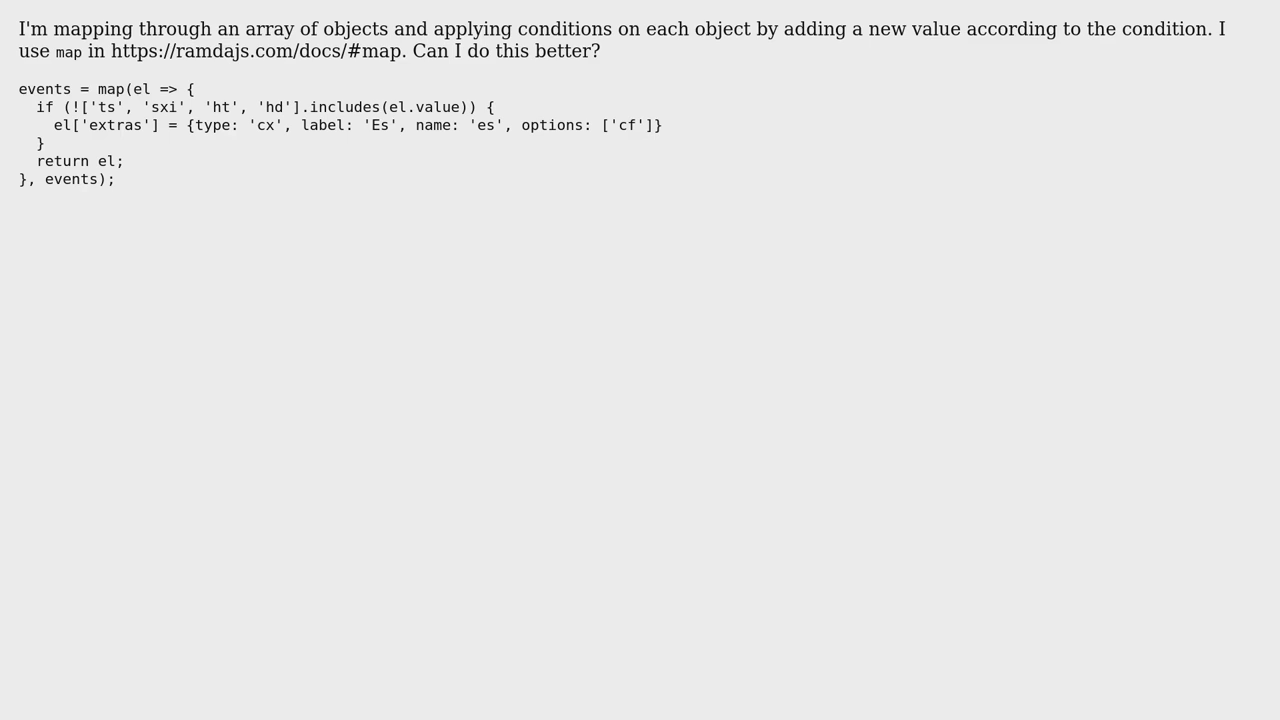 I'm mapping through an array of objects and applying conditions on each object by adding a new value according to the condition. I
use map in https://ramdajs.com/docs/#map. Can I do this better?
events = map(el => {
  if (!['ts', 'sxi', 'ht', 'hd'].includes(el.value)) {
    el['extras'] = {type: 'cx', label: 'Es', name: 'es', options: ['cf']}
  }
  return el;
}, events);